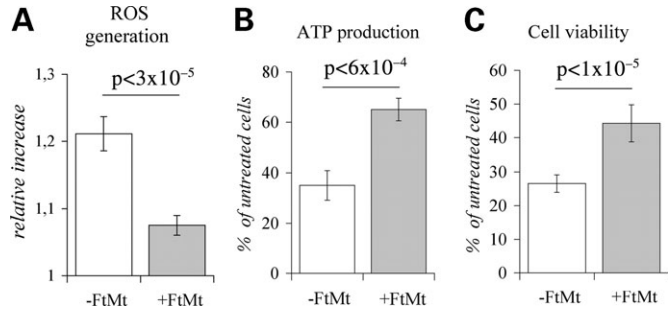 A
ROS
generation
p<3x10⁻⁵
relative increase
1,3
1,2
1,1
1
-FtMt
+FtMt
B
ATP production
p<6x10⁻⁴
% of untreated cells
80
60
40
20
0
-FtMt
+FtMt
C
Cell viability
p<1x10⁻⁵
% of untreated cells
60
50
40
30
20
10
0
-FtMt
+FtMt